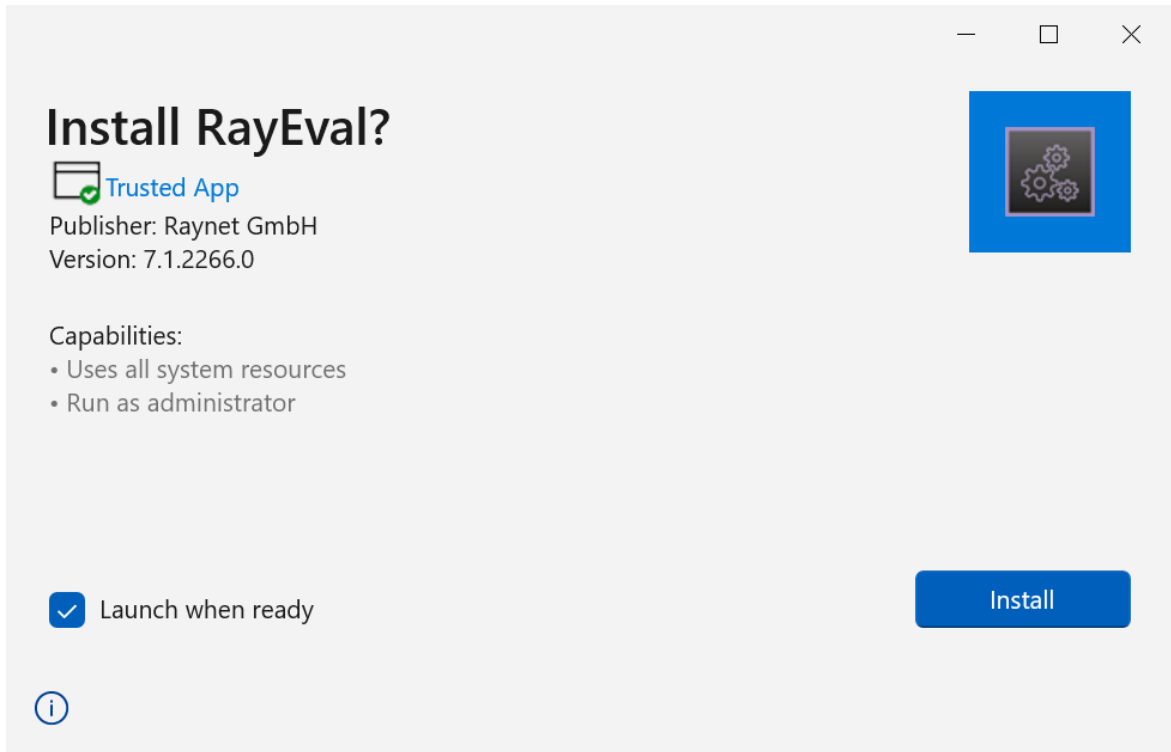 Install RayEval?
Trusted App
Publisher: Raynet GmbH
Version: 7.1.2266.0
Capabilities:
• Uses all system resources
• Run as administrator
Launch when ready
Install